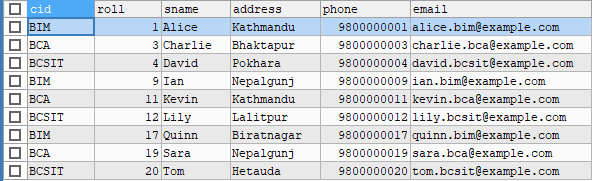 cid roll sname address phone email
BIM 1 Alice Kathmandu 9800000001 alice.bim@example.com
BCA 3 Charlie Bhaktapur 9800000003 charlie.bca@example.com
BCSIT 4 David Pokhara 9800000004 david.bcsit@example.com
BIM 9 Ian Nepalgunj 9800000009 ian.bim@example.com
BCA 11 Kevin Kathmandu 9800000011 kevin.bca@example.com
BCSIT 12 Lily Lalitpur 9800000012 lily.bcsit@example.com
BIM 17 Quinn Biratnagar 9800000017 quinn.bim@example.com
BCA 19 Sara Nepalgunj 9800000019 sara.bca@example.com
BCSIT 20 Tom Hetauda 9800000020 tom.bcsit@example.com